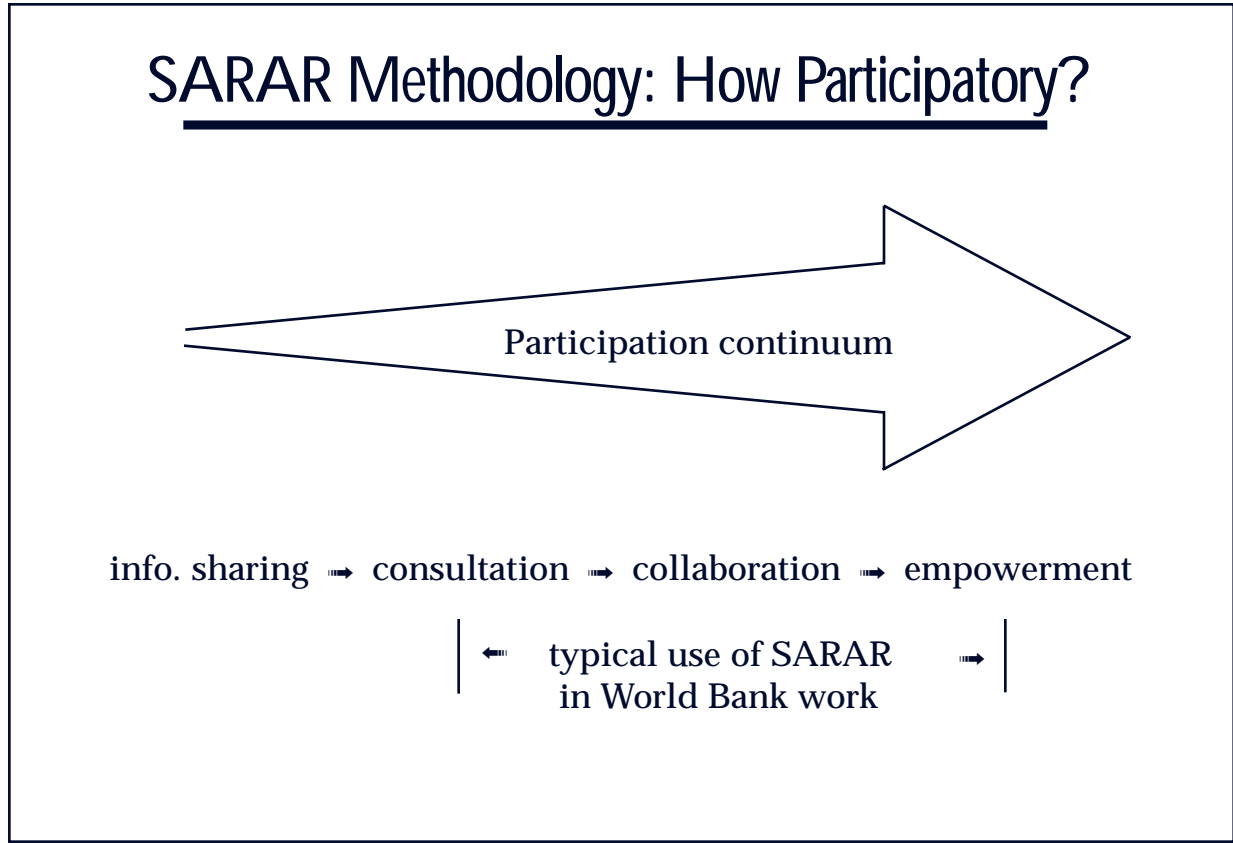 SARAR Methodology: How Participatory?
Participation continuum
info. sharing ➟ consultation ➟ collaboration ➟ empowerment
typical use of SARAR
in World Bank work